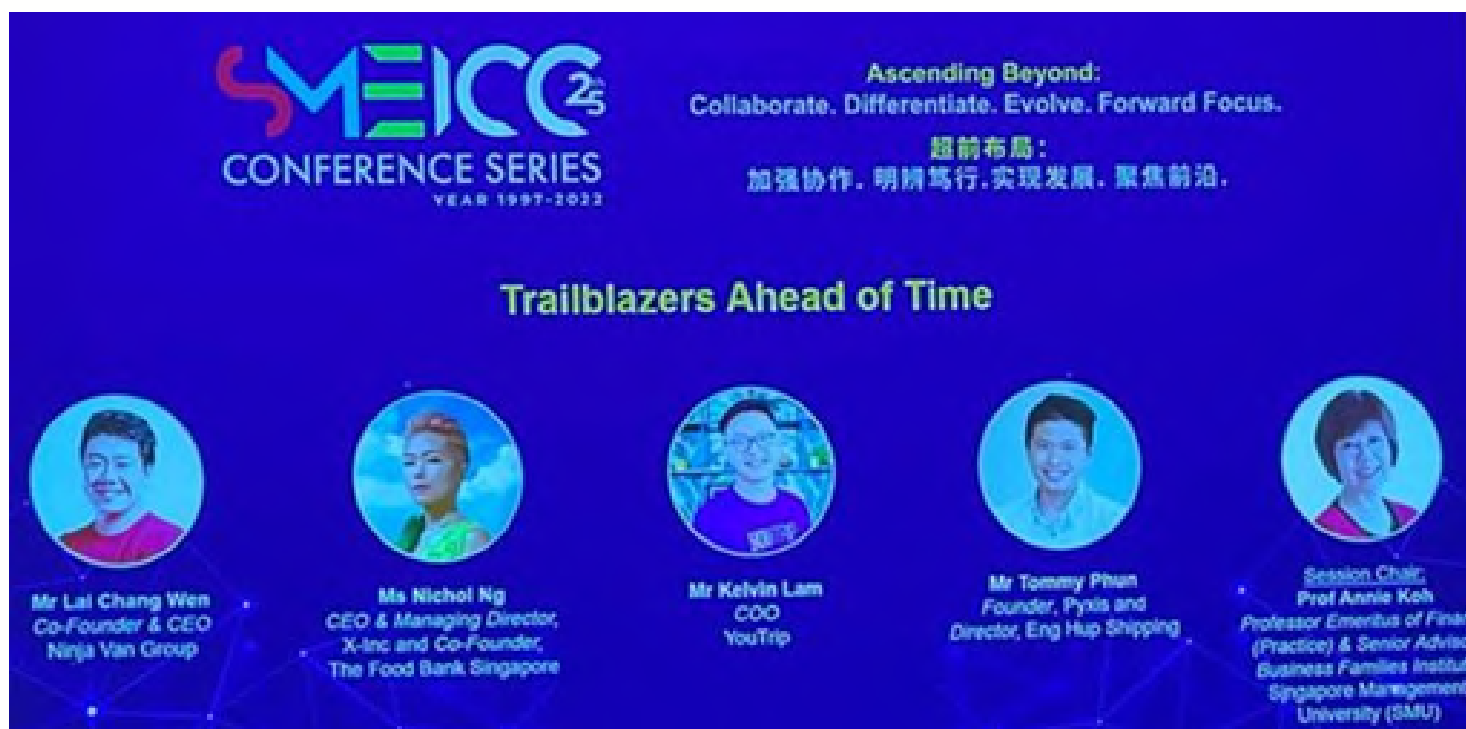 SMEICC 25th
CONFERENCE SERIES
YEAR 1997-2022
Ascending Beyond:
Collaborate. Differentiate. Evolve. Forward Focus.
超前布局:
加强协作. 明辨笃行.实现发展. 聚焦前沿.
Trailblazers Ahead of Time
Mr Lai Chang Wen
Co-Founder & CEO
Ninja Van Group
Ms Nichol Ng
CEO & Managing Director,
X-Inc and Co-Founder,
The Food Bank Singapore
Mr Kelvin Lam
COO
YouTrip
Mr Tommy Phun
Founder, Pyxis and
Director, Eng Hup Shipping
Session Chair:
Prof Annie Koh
Professor Emeritus of Finan
(Practice) & Senior Adviso
Business Families Institut
Singapore Management
University (SMU)